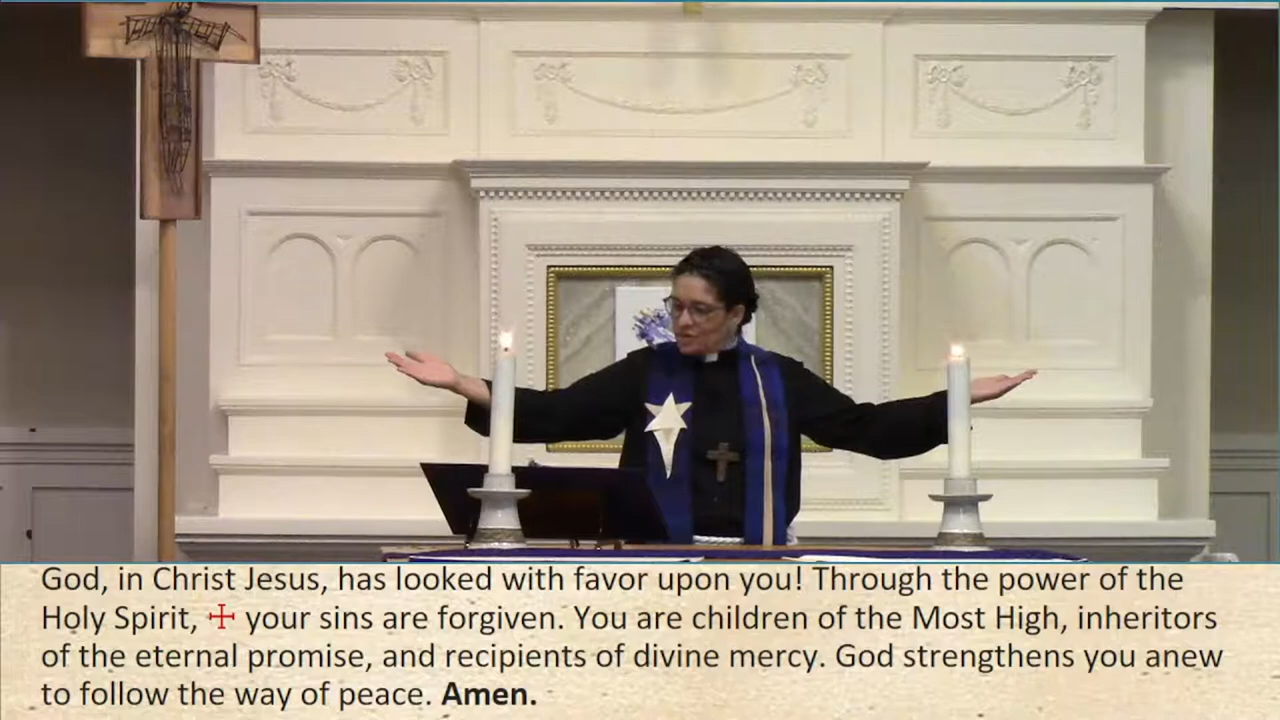 God, in Christ Jesus, has looked with favor upon you! Through the power of the
Holy Spirit, ☩ your sins are forgiven. You are children of the Most High, inheritors
of the eternal promise, and recipients of divine mercy. God strengthens you anew
to follow the way of peace. Amen.